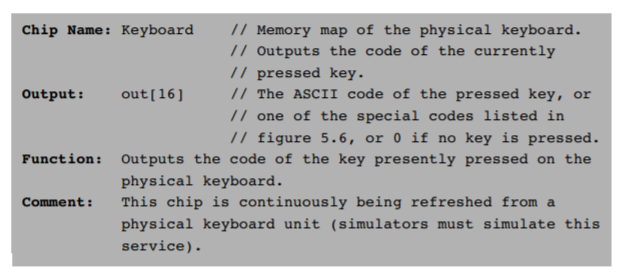 Chip Name: Keyboard // Memory map of the physical keyboard.
// Outputs the code of the currently
// pressed key.
Output: out[16] // The ASCII code of the pressed key, or
// one of the special codes listed in
// figure 5.6, or 0 if no key is pressed.
Function: Outputs the code of the key presently pressed on the
physical keyboard.
Comment: This chip is continuously being refreshed from a
physical keyboard unit (simulators must simulate this
service).